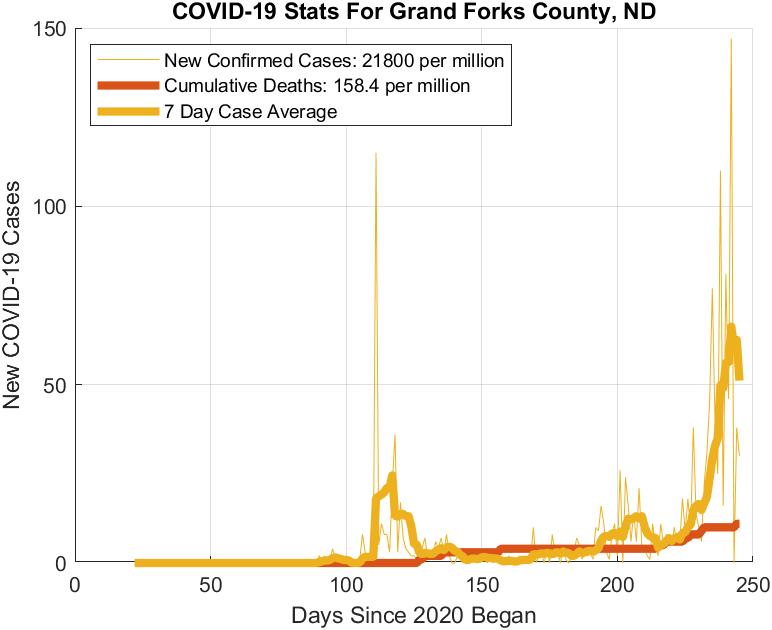 COVID-19 Stats For Grand Forks County, ND
New Confirmed Cases: 21800 per million
Cumulative Deaths: 158.4 per million
7 Day Case Average
New COVID-19 Cases
150
100
50
0
0 50 100 150 200 250
Days Since 2020 Began